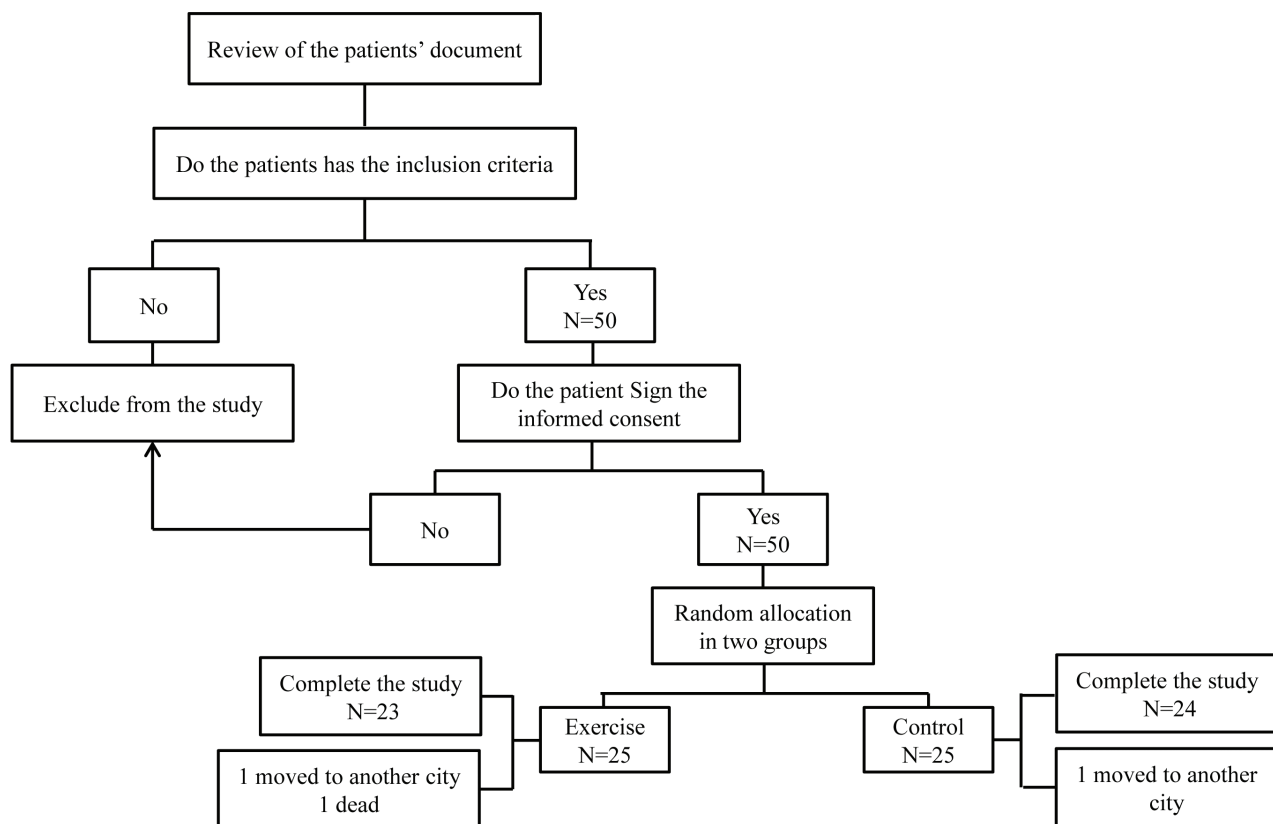 Review of the patients’ document
Do the patients has the inclusion criteria
No
Yes
N=50
Exclude from the study
Do the patient Sign the
informed consent
No
Yes
N=50
Random allocation
in two groups
Complete the study
N=23
Exercise
N=25
Control
N=25
Complete the study
N=24
1 moved to another city
1 dead
1 moved to another
city